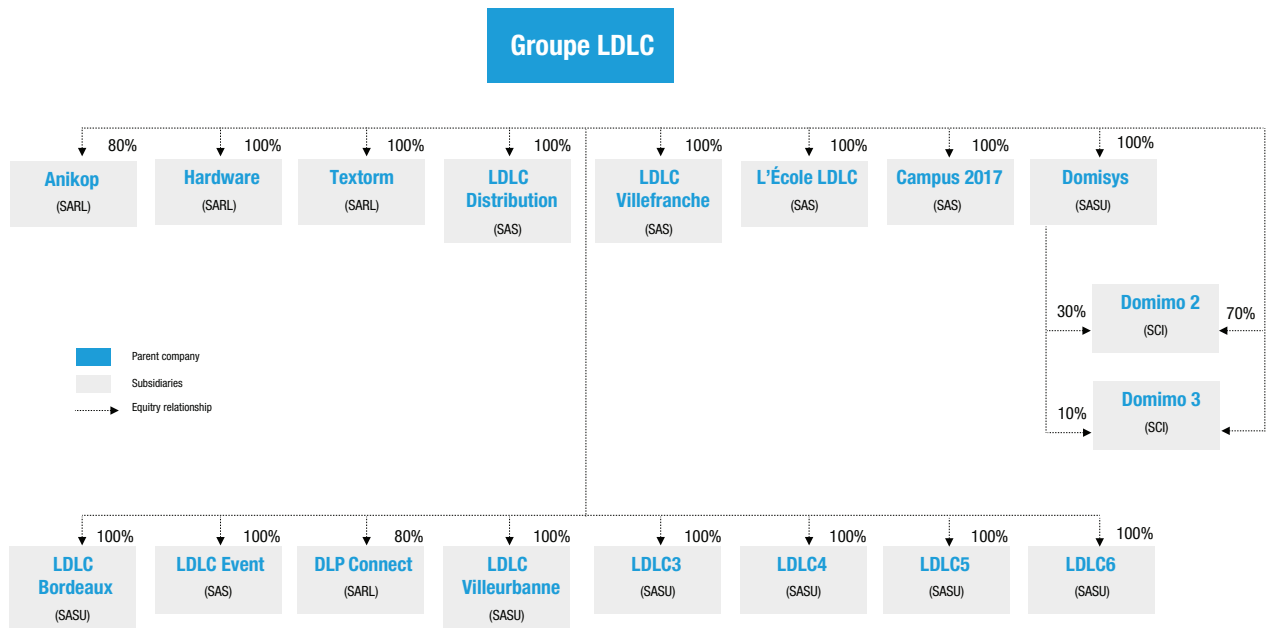 Groupe LDLC
80%
100%
100%
100%
100%
100%
100%
100%
Anikop
(SARL)
Hardware
(SARL)
Textorm
(SARL)
LDLC
Distribution
(SAS)
LDLC
Villefranche
(SAS)
L'École LDLC
(SAS)
Campus 2017
(SAS)
Domisys
(SASU)
30%
Domimo 2
(SCI)
70%
10%
Domimo 3
(SCI)
Parent company
Subsidiaries
Equitry relationship
100%
100%
80%
100%
100%
100%
100%
100%
LDLC
Bordeaux
(SASU)
LDLC Event
(SAS)
DLP Connect
(SARL)
LDLC
Villeurbanne
(SASU)
LDLC3
(SASU)
LDLC4
(SASU)
LDLC5
(SASU)
LDLC6
(SASU)